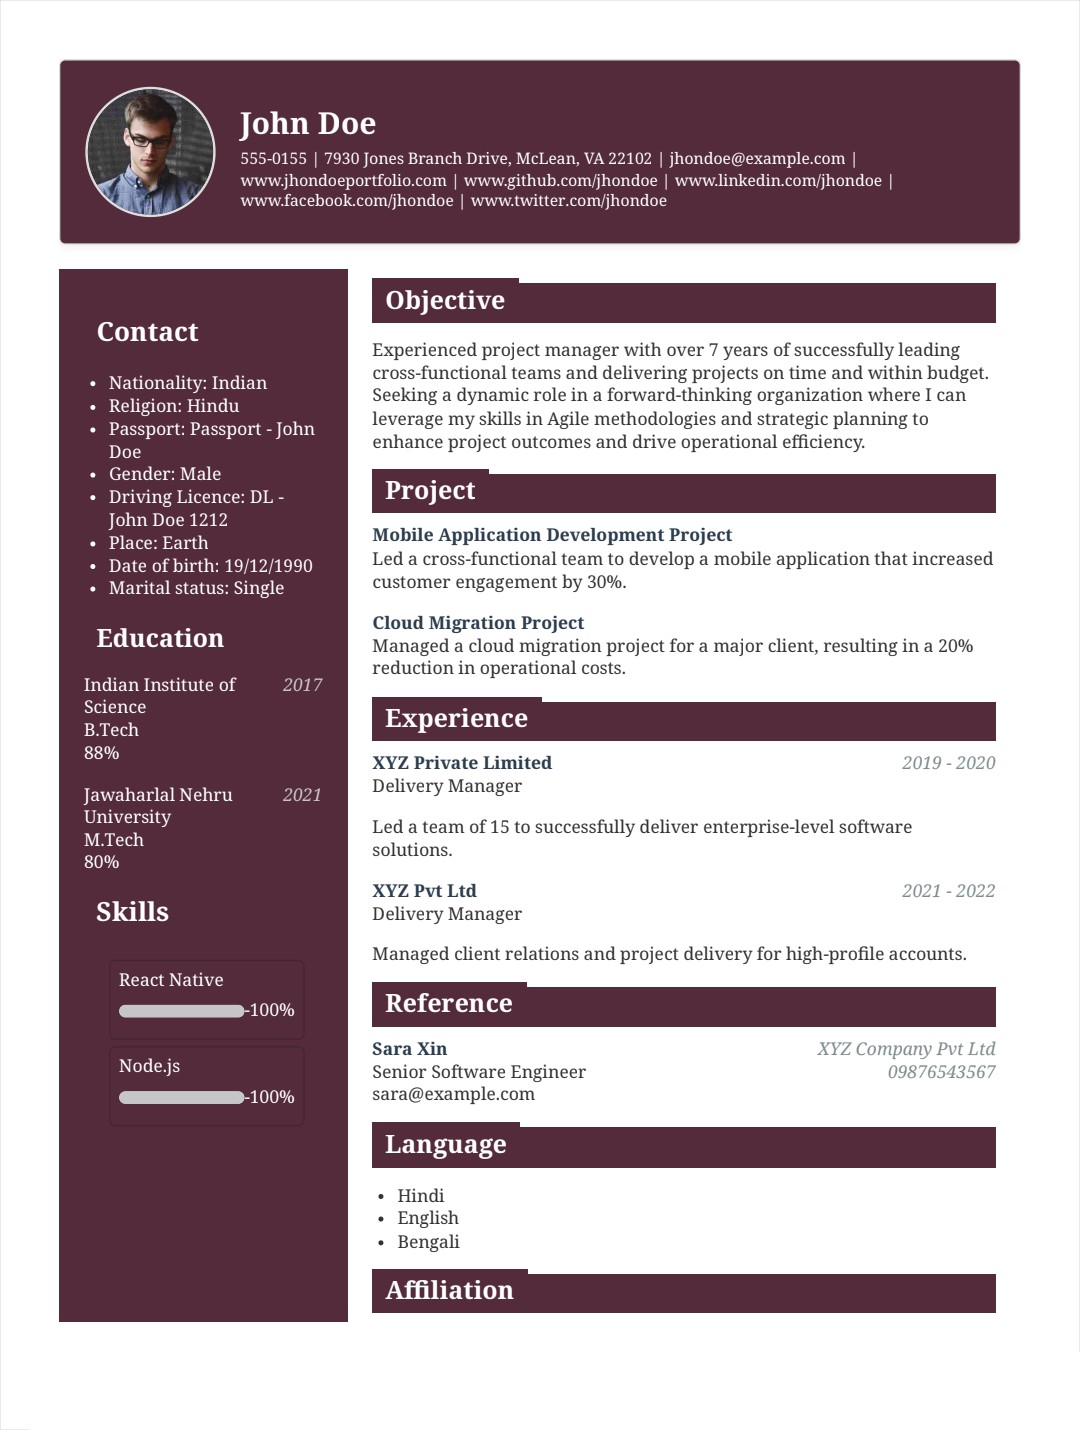 John Doe
555-0155 | 7930 Jones Branch Drive, McLean, VA 22102 | jhondoe@example.com |
www.jhondoeportfolio.com | www.github.com/jhondoe | www.linkedin.com/jhondoe |
www.facebook.com/jhondoe | www.twitter.com/jhondoe
Contact
• Nationality: Indian
• Religion: Hindu
• Passport: Passport - John
Doe
• Gender: Male
• Driving Licence: DL -
John Doe 1212
• Place: Earth
• Date of birth: 19/12/1990
• Marital status: Single
Education
Indian Institute of 2017
Science
B.Tech
88%
Jawaharlal Nehru 2021
University
M.Tech
80%
Skills
React Native
-100%
Node.js
-100%
Objective
Experienced project manager with over 7 years of successfully leading
cross-functional teams and delivering projects on time and within budget.
Seeking a dynamic role in a forward-thinking organization where I can
leverage my skills in Agile methodologies and strategic planning to
enhance project outcomes and drive operational efficiency.
Project
Mobile Application Development Project
Led a cross-functional team to develop a mobile application that increased
customer engagement by 30%.
Cloud Migration Project
Managed a cloud migration project for a major client, resulting in a 20%
reduction in operational costs.
Experience
XYZ Private Limited 2019 - 2020
Delivery Manager
Led a team of 15 to successfully deliver enterprise-level software
solutions.
XYZ Pvt Ltd 2021 - 2022
Delivery Manager
Managed client relations and project delivery for high-profile accounts.
Reference
Sara Xin XYZ Company Pvt Ltd
Senior Software Engineer 09876543567
sara@example.com
Language
• Hindi
• English
• Bengali
Affiliation